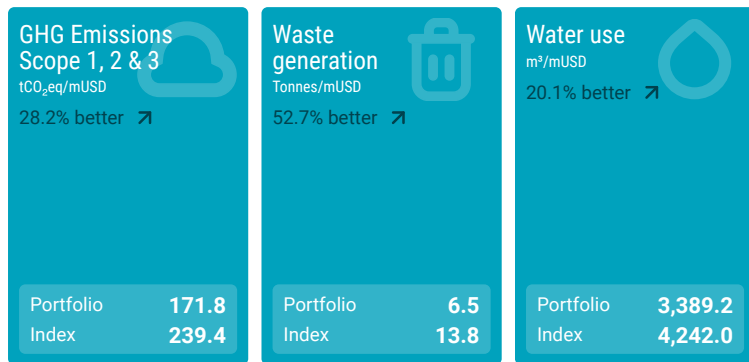 GHG Emissions
Scope 1, 2 & 3
tCO₂eq/mUSD
28.2% better
Portfolio 171.8
Index 239.4
Waste
generation
Tonnes/mUSD
52.7% better
Portfolio 6.5
Index 13.8
Water use
m³/mUSD
20.1% better
Portfolio 3,389.2
Index 4,242.0